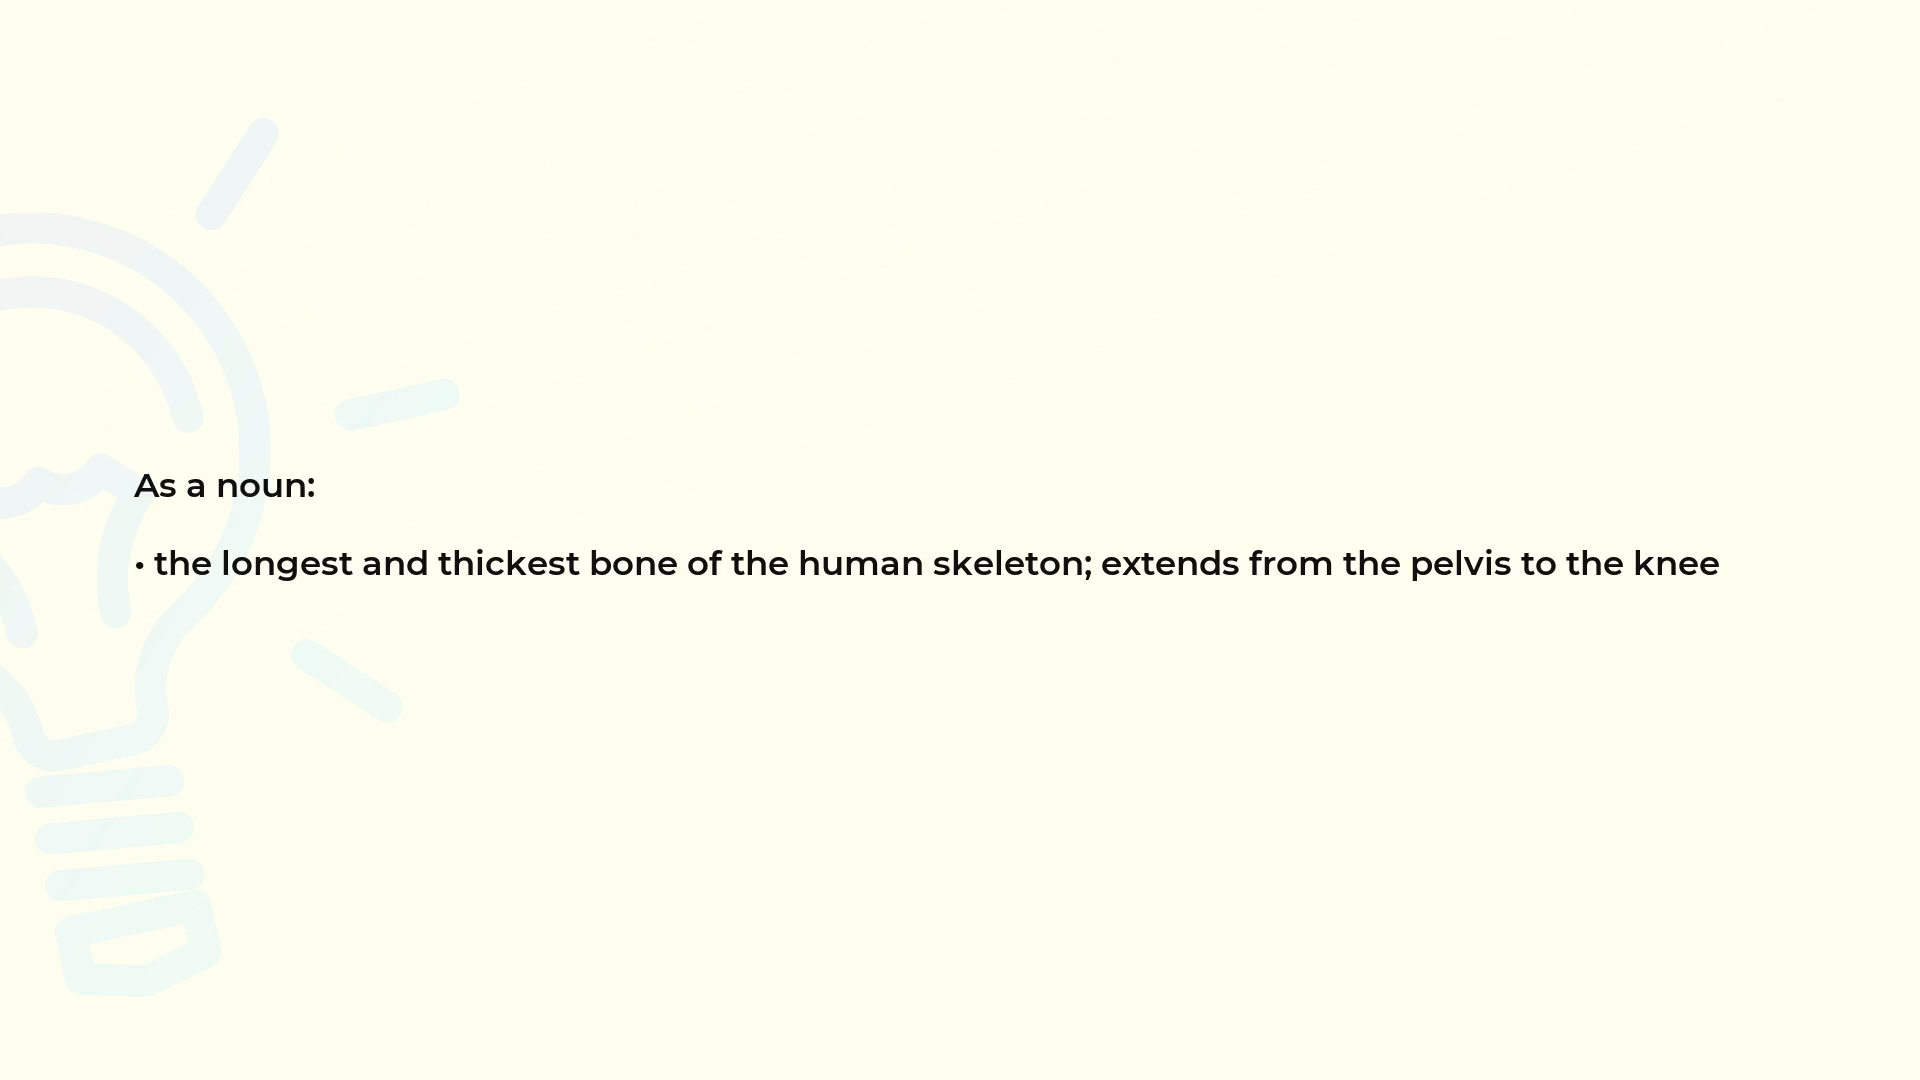 As a noun:
• the longest and thickest bone of the human skeleton; extends from the pelvis to the knee